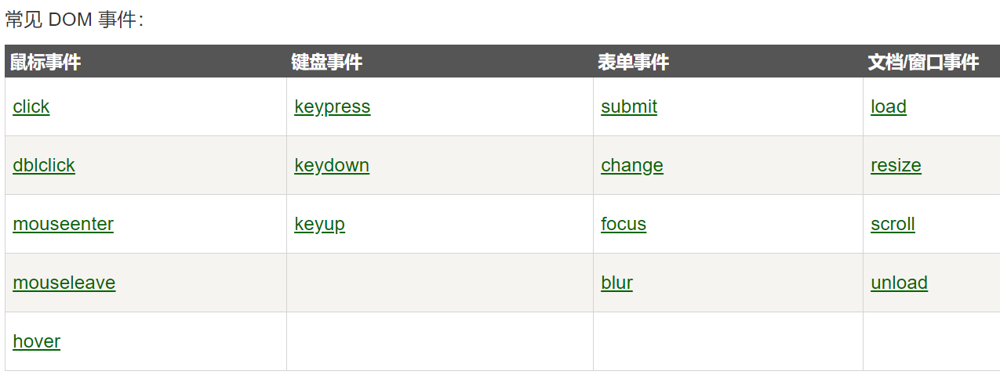 常见 DOM 事件：
鼠标事件 键盘事件 表单事件 文档/窗口事件
click keypress submit load
dblclick keydown change resize
mouseenter keyup focus scroll
mouseleave blur unload
hover